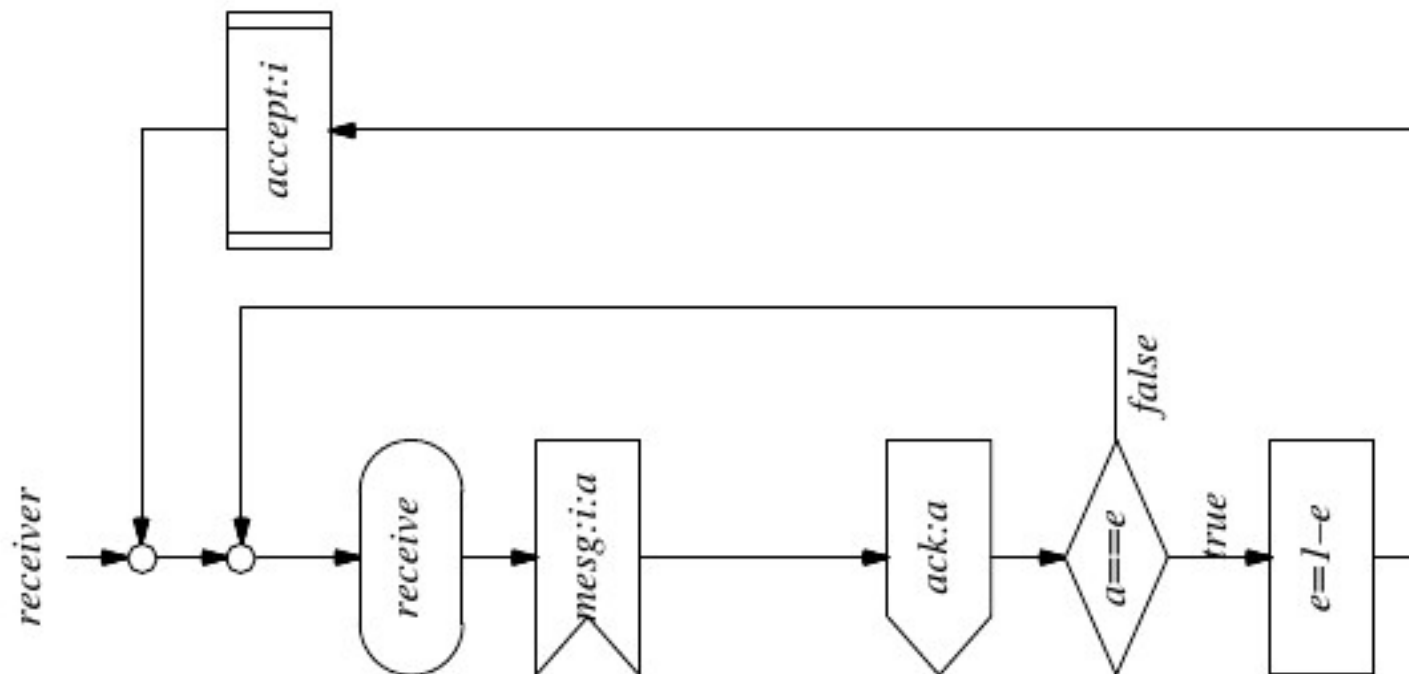 receiver
accept:i
receive
mesg:i:a
ack:a
a==e
false
true
e=1–e